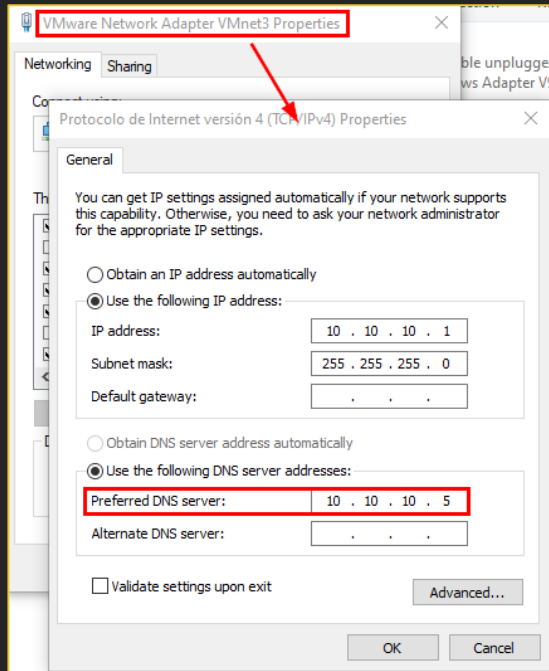 VMware Network Adapter VMnet3 Properties
Networking Sharing
ble unplugge
ws Adapter V9
Protocolo de Internet versión 4 (TCP/IPv4) Properties
General
You can get IP settings assigned automatically if your network supports
this capability. Otherwise, you need to ask your network administrator
for the appropriate IP settings.
Obtain an IP address automatically
Use the following IP address:
IP address: 10 . 10 . 10 . 1
Subnet mask: 255 . 255 . 255 . 0
Default gateway: . . .
Obtain DNS server address automatically
Use the following DNS server addresses:
Preferred DNS server: 10 . 10 . 10 . 5
Alternate DNS server: . . .
Validate settings upon exit
Advanced...
OK Cancel